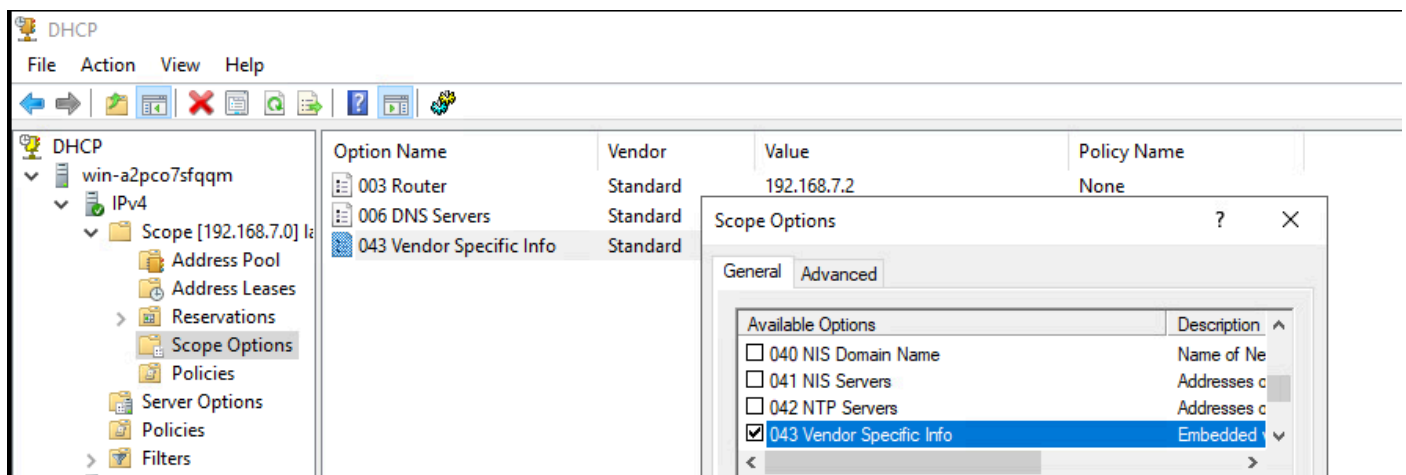 DHCP
File Action View Help
DHCP
win-a2pco7sfqqm
IPv4
Scope [192.168.7.0] la
Address Pool
Address Leases
Reservations
Scope Options
Policies
Server Options
Policies
Filters
Option Name Vendor Value Policy Name
003 Router Standard 192.168.7.2 None
006 DNS Servers Standard
043 Vendor Specific Info Standard
Scope Options ?
General Advanced
Available Options Description
040 NIS Domain Name Name of Ne
041 NIS Servers Addresses o
042 NTP Servers Addresses o
043 Vendor Specific Info Embedded